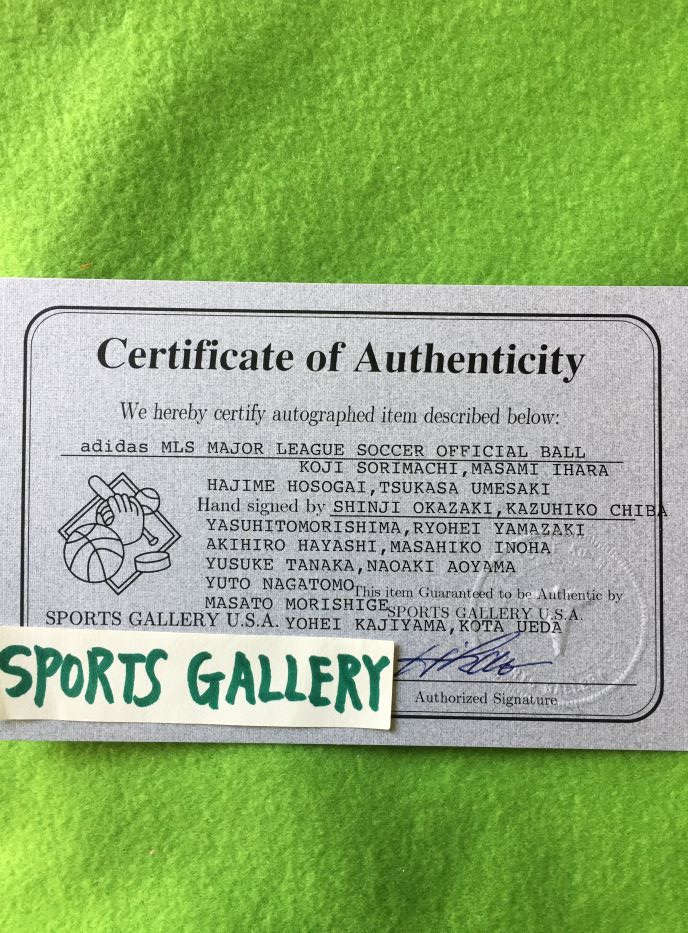 Certificate of Authenticity
We hereby certify autographed item described below:
adidas MLS MAJOR LEAGUE SOCCER OFFICIAL BALL
KOJI SORIMACHI,MASAMI IHARA
HAJIME HOSOGAI,TSUKASA UMESAKI
Hand signed by SHINJI OKAZAKI,KAZUHIKO CHIBA
YASUHITOMORISHIMA,RYOHEI YAMAZAKI
AKIHIRO HAYASHI,MASAHIKO INOHA
YUSUKE TANAKA,NAOAKI AOYAMA
YUTO NAGATOMO
This item Guaranteed to be Authentic by
MASATO MORISHIGE
SPORTS GALLERY U.S.A.
SPORTS GALLERY U.S.A. YOHEI KAJIYAMA,KOTA UEDA
SPORTS GALLERY
Authorized Signature